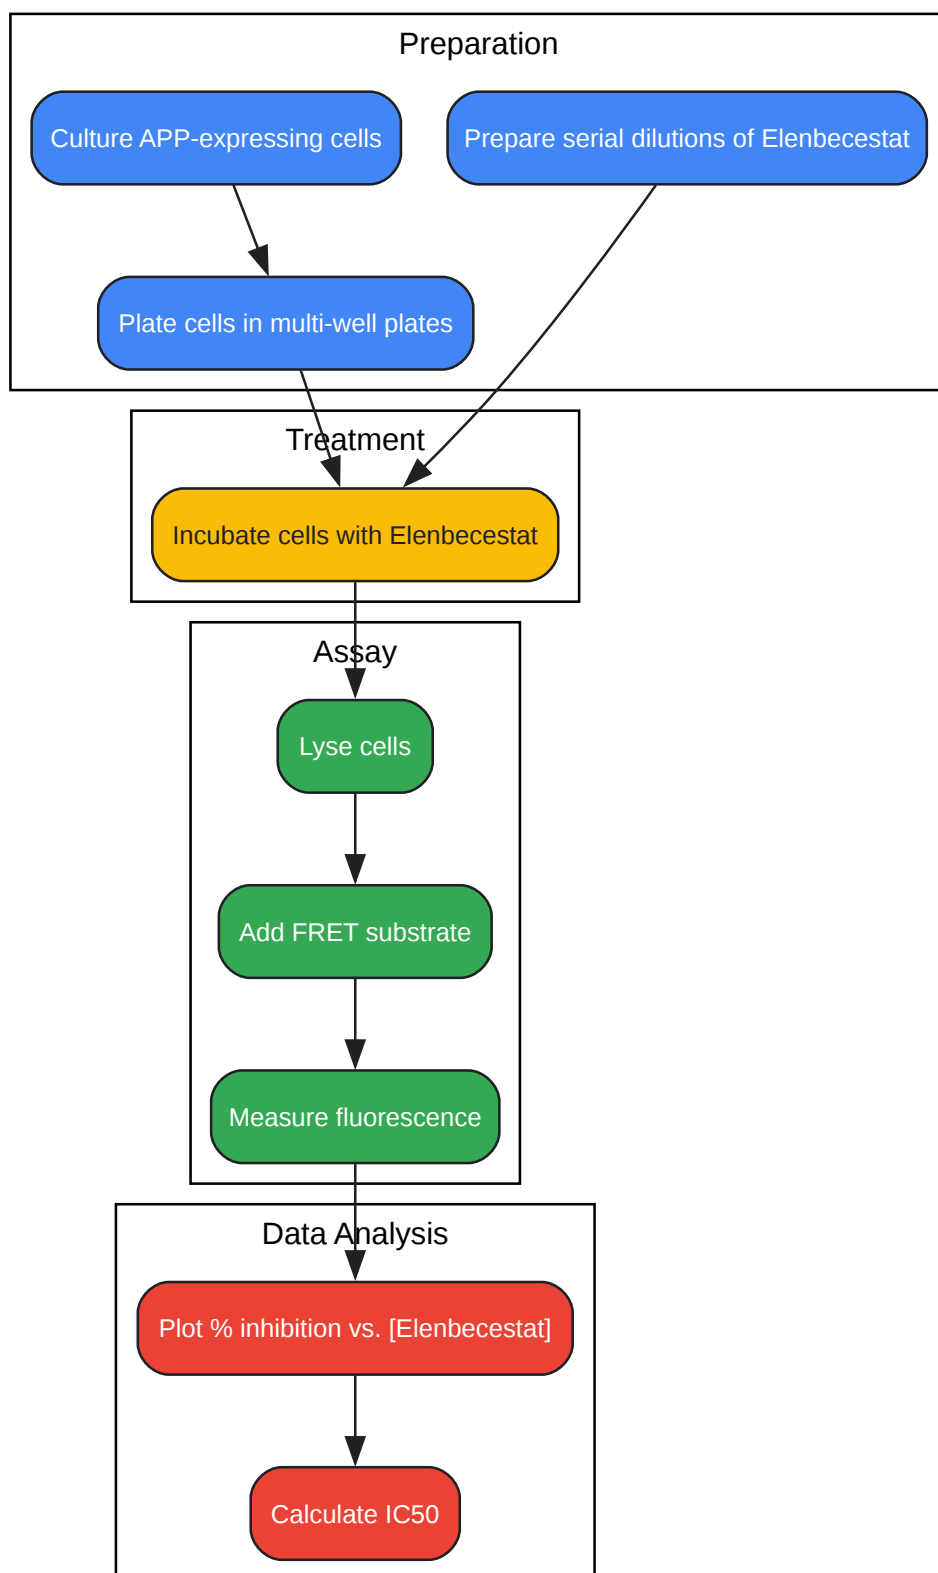 Preparation
Culture APP-expressing cells
Prepare serial dilutions of Elenbecestat
Plate cells in multi-well plates
Treatment
Incubate cells with Elenbecestat
Assay
Lyse cells
Add FRET substrate
Measure fluorescence
Data Analysis
Plot % inhibition vs. [Elenbecestat]
Calculate IC50